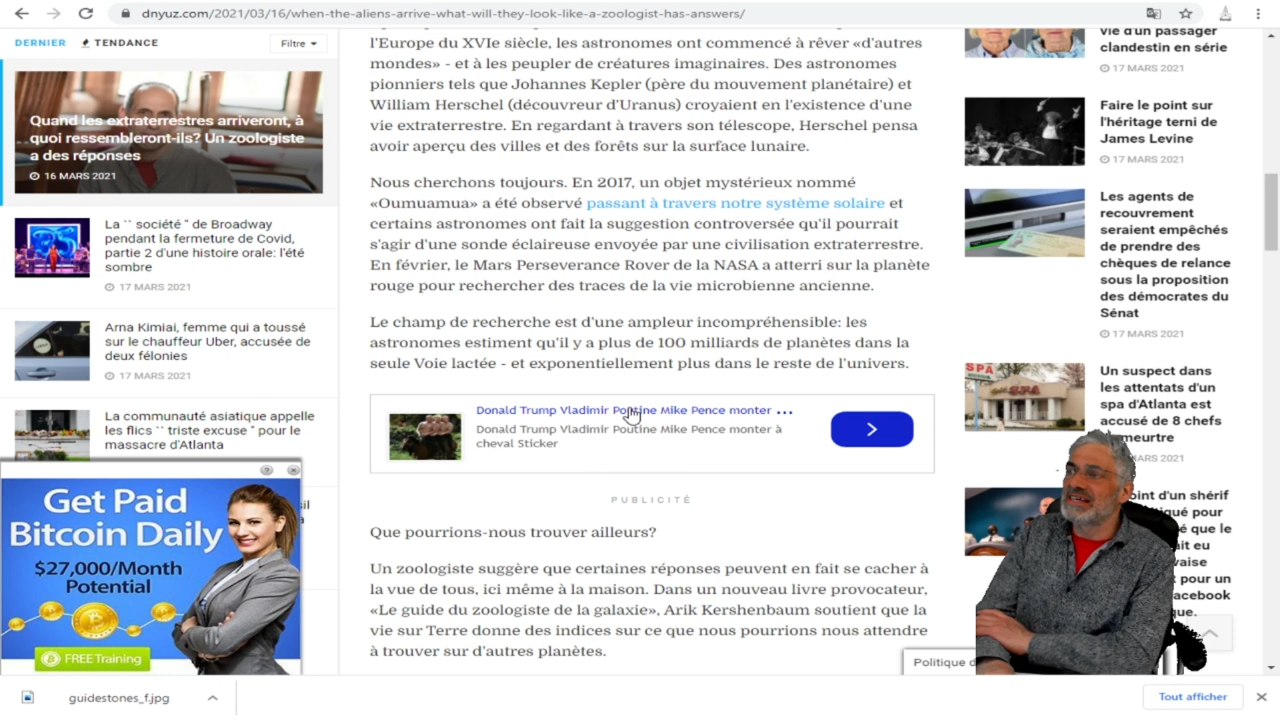 dnyuz.com/2021/03/16/when-the-aliens-arrive-what-will-they-look-like-a-zoologist-has-answers/
DERNIER
TENDANCE
Filtre
Quand les extraterrestres arriveront, à
quoi ressembleront-ils? Un zoologiste
a des réponses
16 MARS 2021
La `` société '' de Broadway
pendant la fermeture de Covid,
partie 2 d'une histoire orale: l'été
sombre
17 MARS 2021
Arna Kimiai, femme qui a toussé
sur le chauffeur Uber, accusée de
deux félonies
17 MARS 2021
La communauté asiatique appelle
les flics `` triste excuse '' pour le
massacre d'Atlanta
Get Paid
Bitcoin Daily
$27,000/Month
Potential
FREE Training
l'Europe du XVIe siècle, les astronomes ont commencé à rêver «d'autres
mondes» - et à les peupler de créatures imaginaires. Des astronomes
pionniers tels que Johannes Kepler (père du mouvement planétaire) et
William Herschel (découvreur d'Uranus) croyaient en l'existence d'une
vie extraterrestre. En regardant à travers son télescope, Herschel pensa
avoir aperçu des villes et des forêts sur la surface lunaire.
Nous cherchons toujours. En 2017, un objet mystérieux nommé
«Oumuamua» a été observé passant à travers notre système solaire et
certains astronomes ont fait la suggestion controversée qu'il pourrait
s'agir d'une sonde éclaireuse envoyée par une civilisation extraterrestre.
En février, le Mars Perseverance Rover de la NASA a atterri sur la planète
rouge pour rechercher des traces de la vie microbienne ancienne.
Le champ de recherche est d'une ampleur incompréhensible: les
astronomes estiment qu'il y a plus de 100 milliards de planètes dans la
seule Voie lactée - et exponentiellement plus dans le reste de l'univers.
Donald Trump Vladimir Poutine Mike Pence monter ...
Donald Trump Vladimir Poutine Mike Pence monter à
cheval Sticker
PUBLICITÉ
Que pourrions-nous trouver ailleurs?
Un zoologiste suggère que certaines réponses peuvent en fait se cacher à
la vue de tous, ici même à la maison. Dans un nouveau livre provocateur,
«Le guide du zoologiste de la galaxie», Arik Kershenbaum soutient que la
vie sur Terre donne des indices sur ce que nous pourrions nous attendre
à trouver sur d'autres planètes.
vie d'un passager
clandestin en série
17 MARS 2021
Faire le point sur
l'héritage terni de
James Levine
17 MARS 2021
Les agents de
recouvrement
seraient empêchés
de prendre des
chèques de relance
sous la proposition
des démocrates du
Sénat
17 MARS 2021
Un suspect dans
les attentats d'un
spa d'Atlanta est
accusé de 8 chefs
meurtre
MARS 2021
d'un shérif
pour
que le
eu
pour un
que.
SPA
Politique
guidestones_f.jpg
Tout afficher